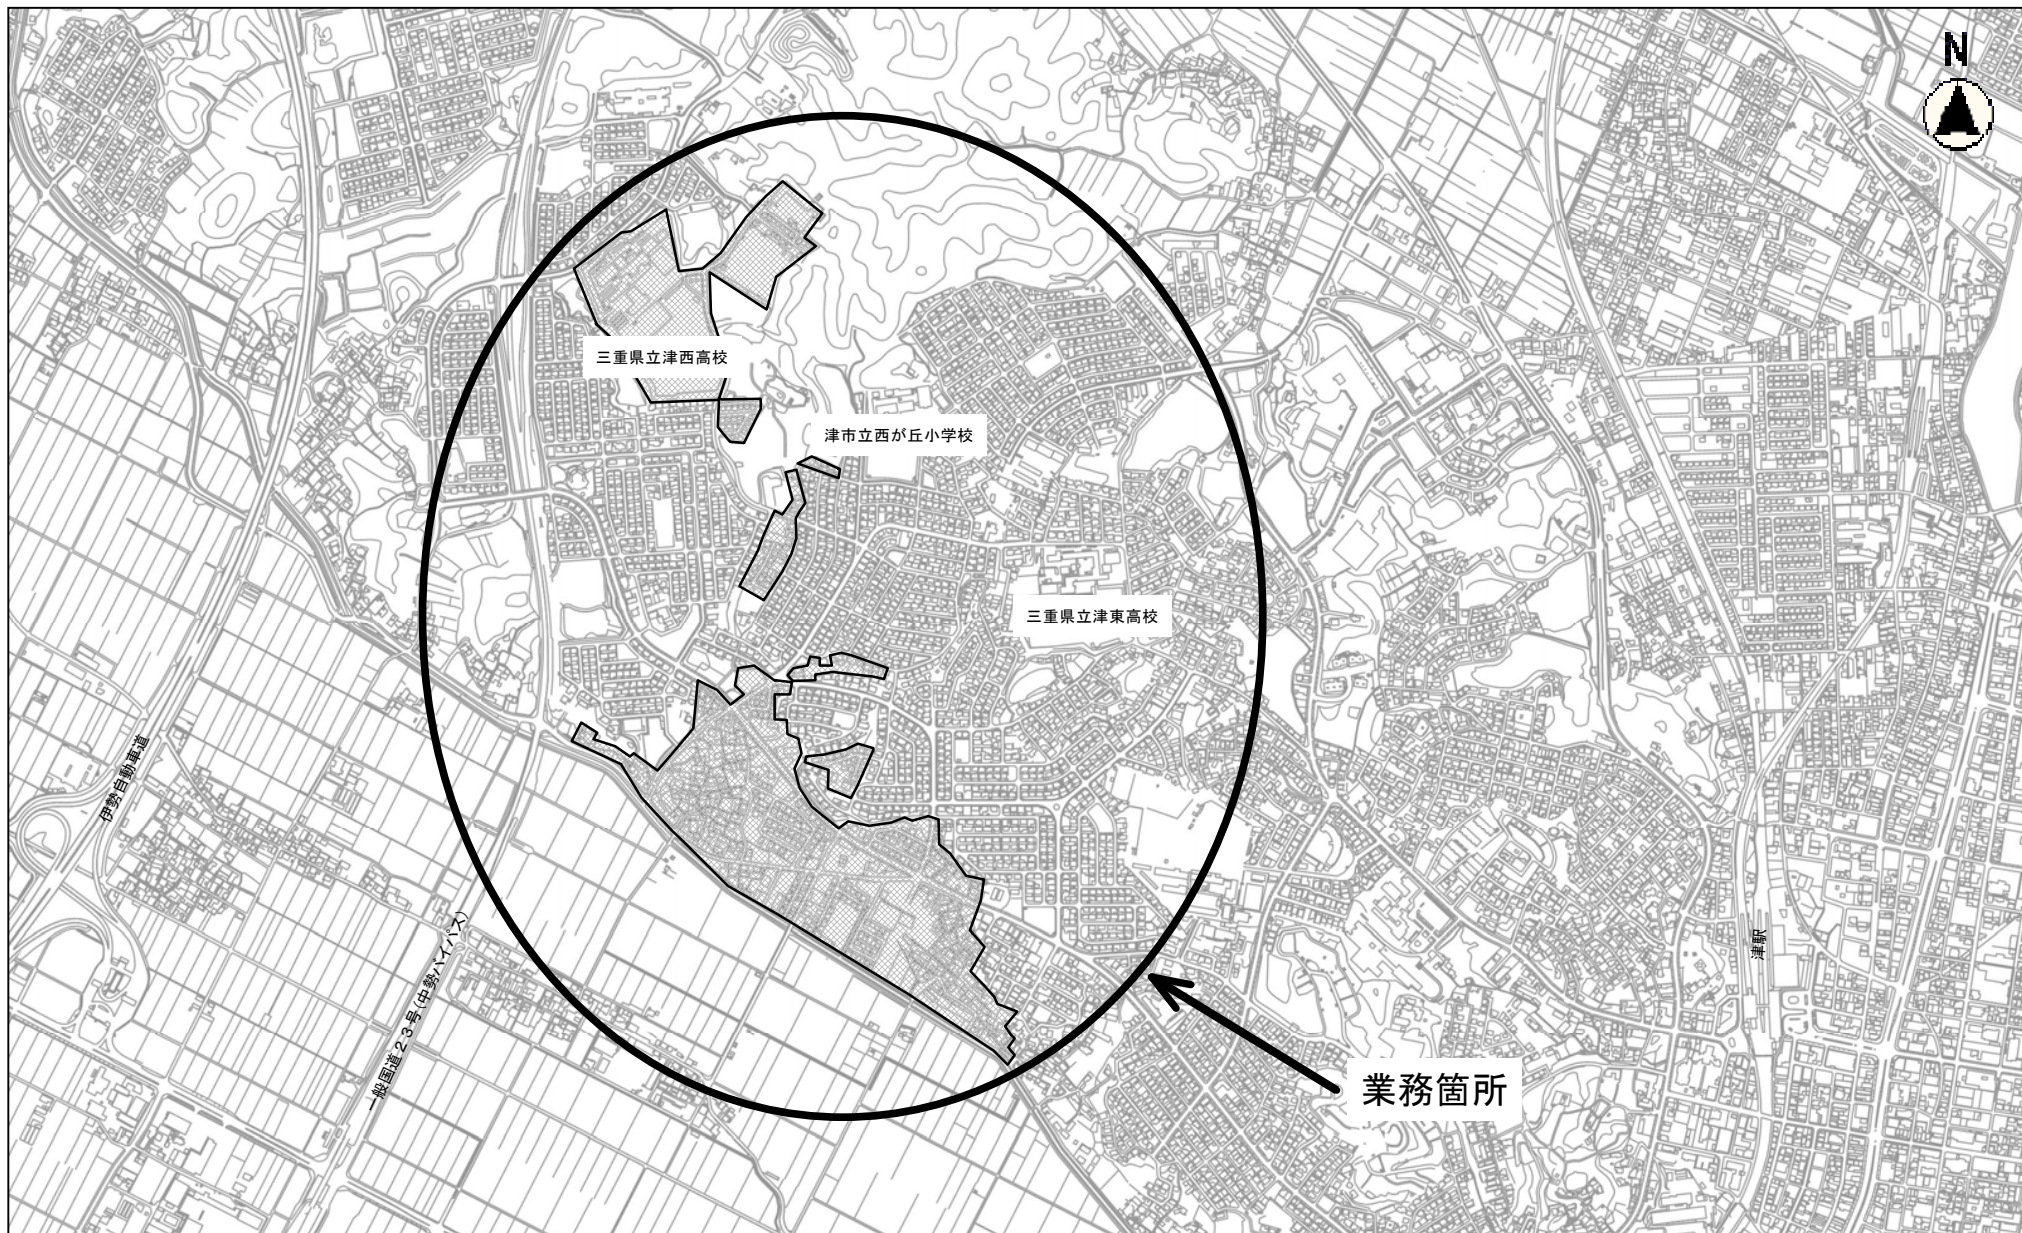 N
三重県立津西高校
津市立西が丘小学校
三重県立津東高校
伊勢自動車道
一般国道23号(中勢バイパス)
津駅
業務箇所